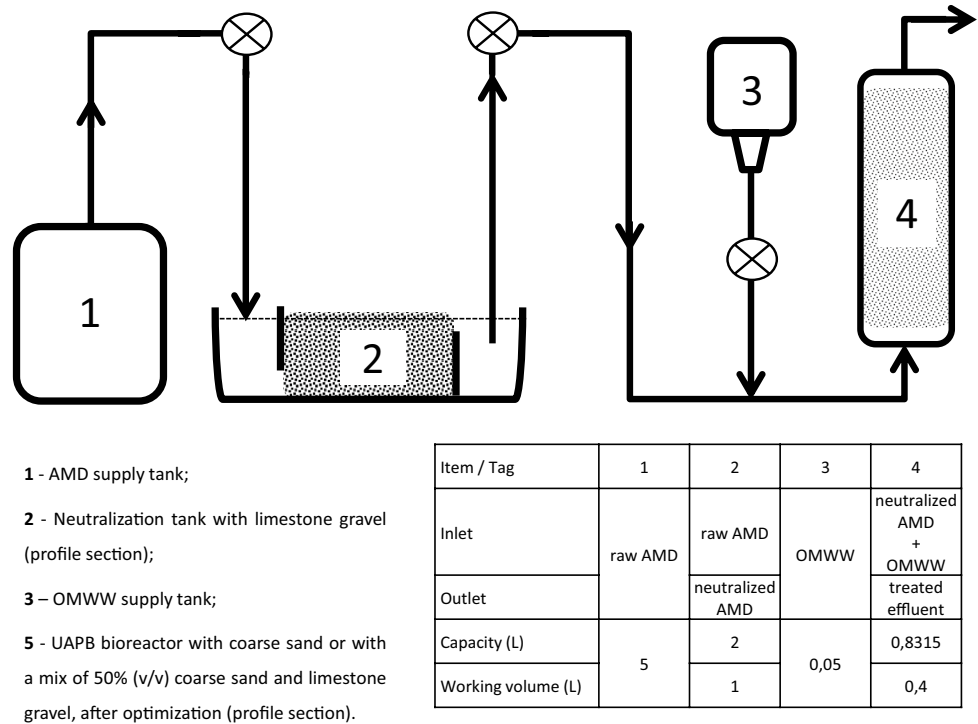 1
2
3
4
1 - AMD supply tank;
2 - Neutralization tank with limestone gravel
(profile section);
3 – OMWW supply tank;
5 - UAPB bioreactor with coarse sand or with
a mix of 50% (v/v) coarse sand and limestone
gravel, after optimization (profile section).
Item / Tag 1 2 3 4
Inlet raw AMD raw AMD OMWW neutralized
AMD
+
OMWW
Outlet neutralized
AMD treated
effluent
Capacity (L) 5 2 0,05 0,8315
Working volume (L) 1 0,4